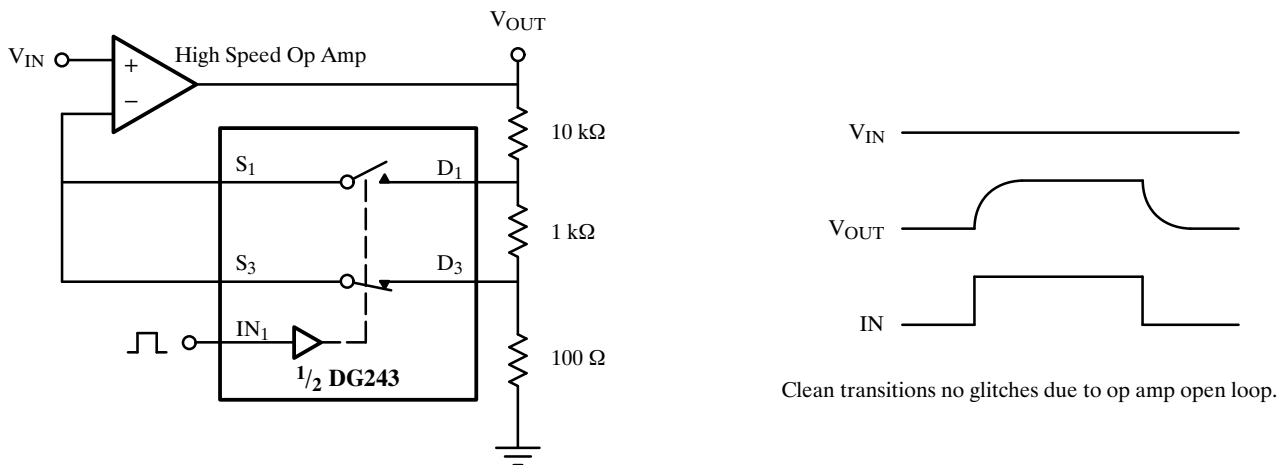 VOUT
VIN
High Speed Op Amp
+
−
10 kΩ
S1
D1
1 kΩ
S3
D3
IN1
100 Ω
1/2 DG243
VIN
VOUT
IN
Clean transitions no glitches due to op amp open loop.